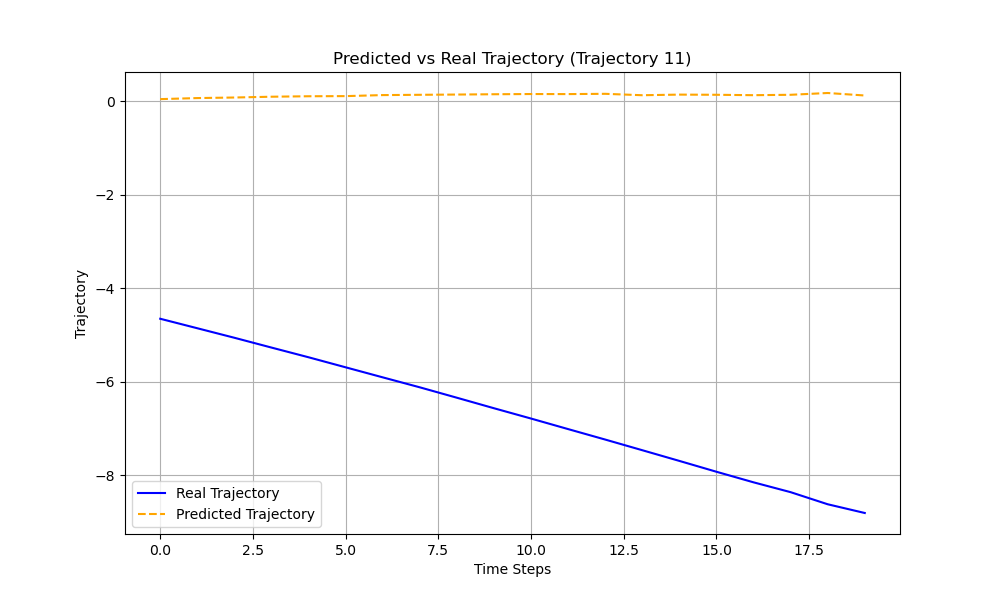 Predicted vs Real Trajectory (Trajectory 11)
Trajectory
0
−2
−4
−6
−8
Real Trajectory
Predicted Trajectory
0.0 2.5 5.0 7.5 10.0 12.5 15.0 17.5
Time Steps